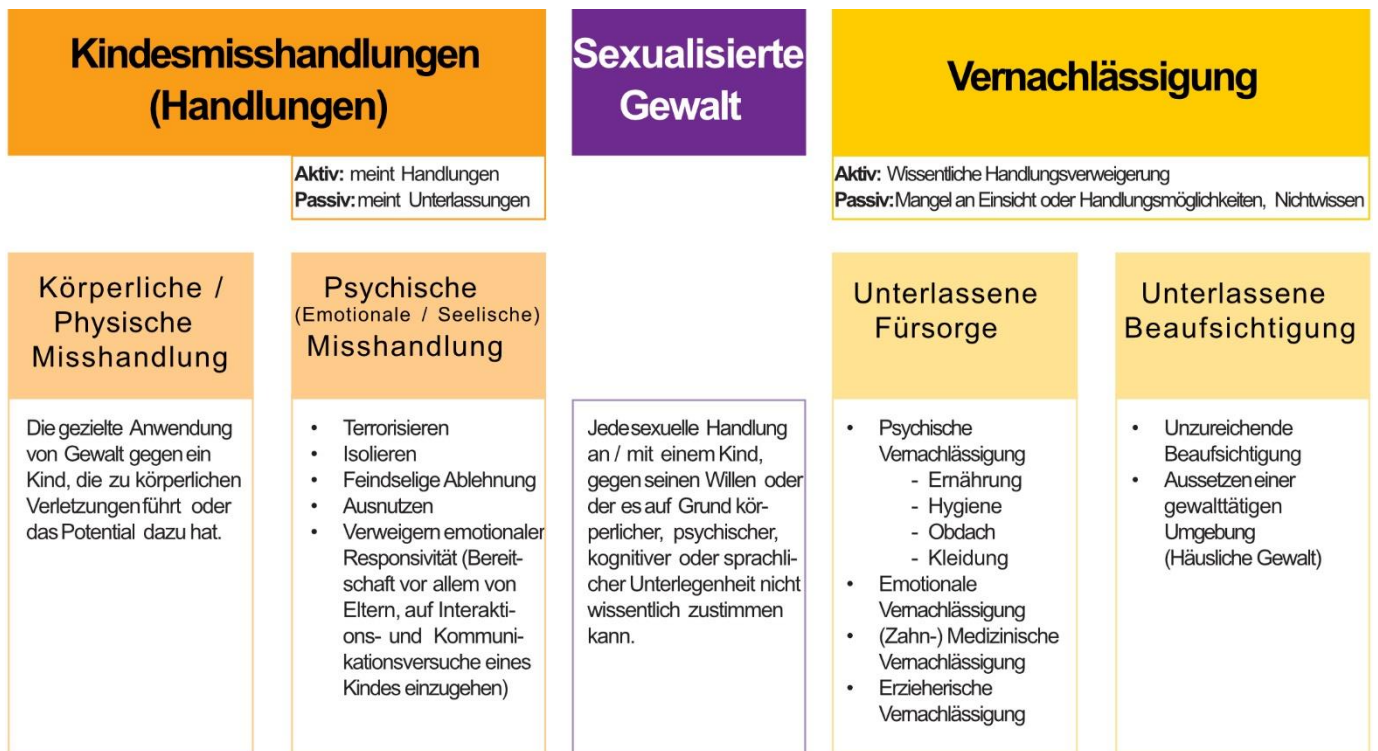 Kindesmisshandlungen
(Handlungen)
Sexualisierte
Gewalt
Vernachlässigung
Aktiv: meint Handlungen
Passiv: meint Unterlassungen
Aktiv: Wissentliche Handlungsverweigerung
Passiv: Mangel an Einsicht oder Handlungsmöglichkeiten, Nichtwissen
Körperliche /
Physische
Misshandlung
Die gezielte Anwendung
von Gewalt gegen ein
Kind, die zu körperlichen
Verletzungen führt oder
das Potential dazu hat.
Psychische
(Emotionale / Seelische)
Misshandlung
• Terrorisieren
• Isolieren
• Feindselige Ablehnung
• Ausnutzen
• Verweigern emotionaler
Responsivität (Bereit-
schaft vor allem von
Eltern, auf Interakti-
ons- und Kommuni-
kationsversuche eines
Kindes einzugehen)
Jede sexuelle Handlung
an / mit einem Kind,
gegen seinen Willen oder
der es auf Grund kör-
perlicher, psychischer,
kognitiver oder sprachli-
cher Unterlegenheit nicht
wissentlich zustimmen
kann.
Unterlassene
Fürsorge
• Psychische
Vernachlässigung
- Ernährung
- Hygiene
- Obdach
- Kleidung
• Emotionale
Vernachlässigung
• (Zahn-) Medizinische
Vernachlässigung
• Erzieherische
Vernachlässigung
Unterlassene
Beaufsichtigung
• Unzureichende
Beaufsichtigung
• Aussetzen einer
gewalttätigen
Umgebung
(Häusliche Gewalt)